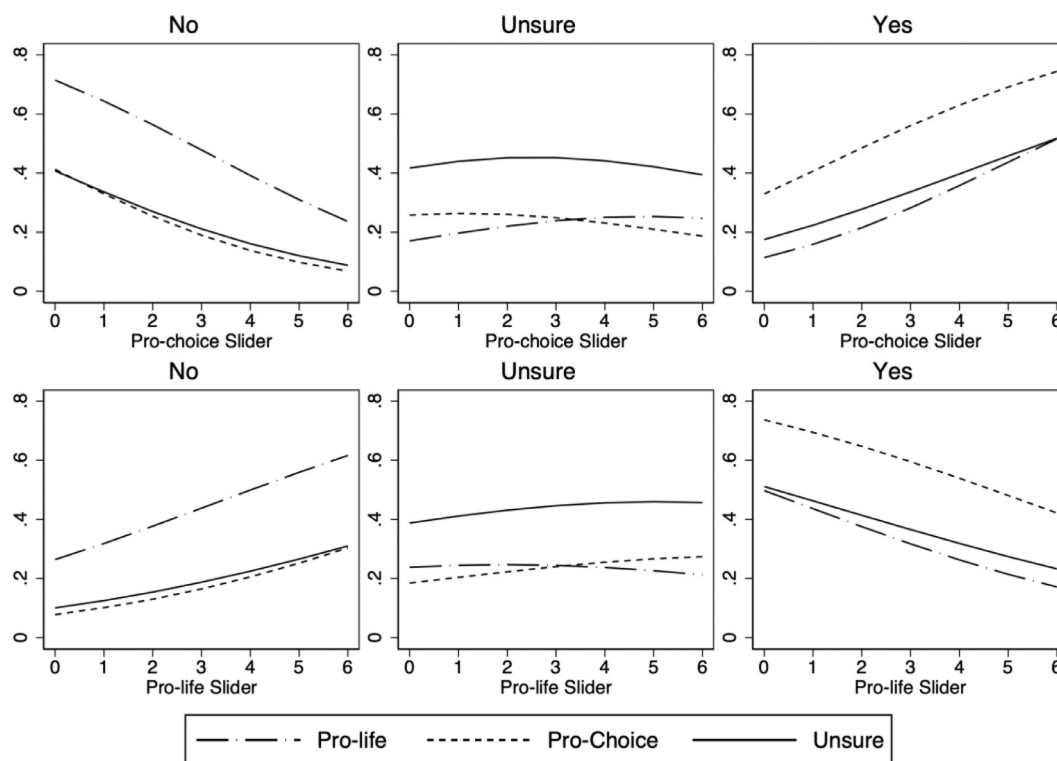 No Unsure Yes
.8 .8 .8
.6 .6 .6
.4 .4 .4
.2 .2 .2
0 0 0
0 1 2 3 4 5 6 0 1 2 3 4 5 6 0 1 2 3 4 5 6
Pro-choice Slider Pro-choice Slider Pro-choice Slider
No Unsure Yes
.8 .8 .8
.6 .6 .6
.4 .4 .4
.2 .2 .2
0 0 0
0 1 2 3 4 5 6 0 1 2 3 4 5 6 0 1 2 3 4 5 6
Pro-life Slider Pro-life Slider Pro-life Slider
Pro-life Pro-Choice Unsure